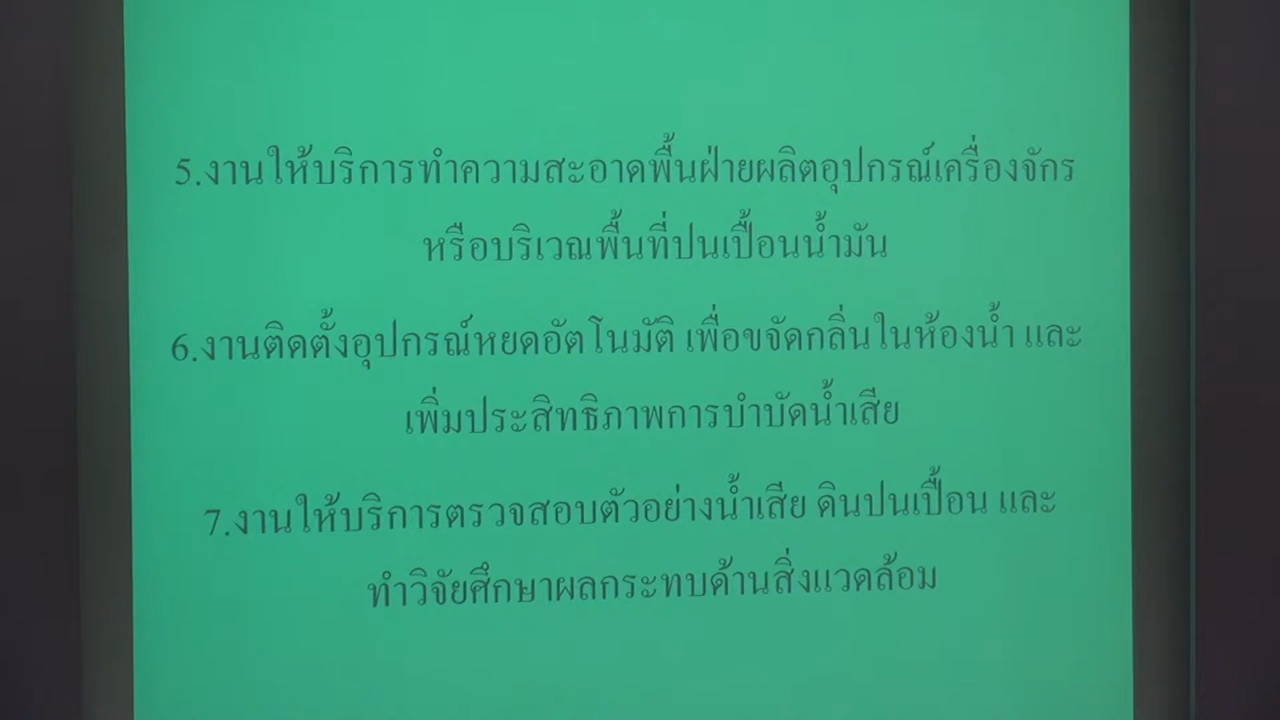 5.งานให้บริการทำความสะอาดพื้นฝ่ายผลิตอุปกรณ์เครื่องจักร
หรือบริเวณพื้นที่ปนเปื้อนน้ำมัน
6.งานติดตั้งอุปกรณ์หยดอัตโนมัติ เพื่อขจัดกลิ่นในห้องน้ำ และ
เพิ่มประสิทธิภาพการบำบัดน้ำเสีย
7.งานให้บริการตรวจสอบตัวอย่างน้ำเสีย ดินปนเปื้อน และ
ทำวิจัยศึกษาผลกระทบด้านสิ่งแวดล้อม